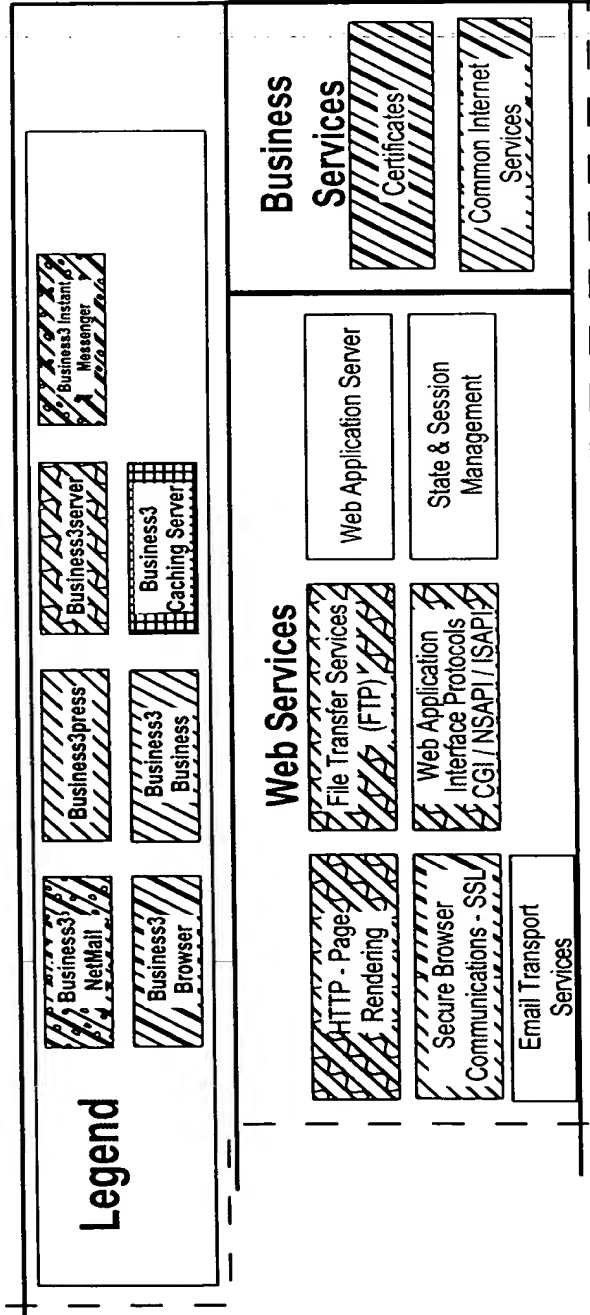 Legend
Business3
NetMail
Business3press
Business3server
Business3 Instant
Messenger
Business3
Browser
Business3
Business
Business3
Caching Server
Web Services
HTTP - Page
Rendering
File Transfer Services
(FTP)
Web Application Server
Secure Browser
Communications - SSL
Web Application
Interface Protocols
CGI / NSAPI / ISAPI
State & Session
Management
Email Transport
Services
Business
Services
Certificates
Common Internet
Services